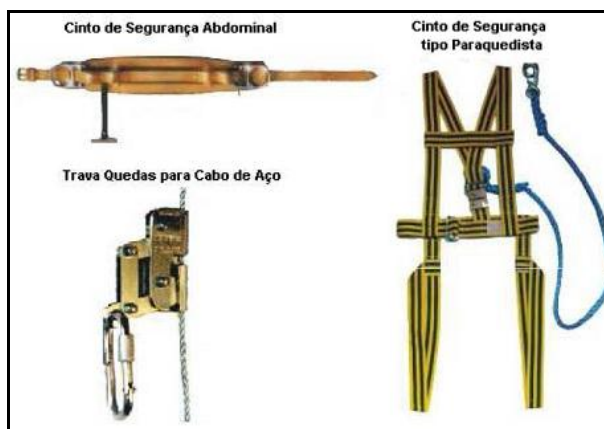 Cinto de Segurança Abdominal
Cinto de Segurança
tipo Paraquedista
Trava Quedas para Cabo de Aço